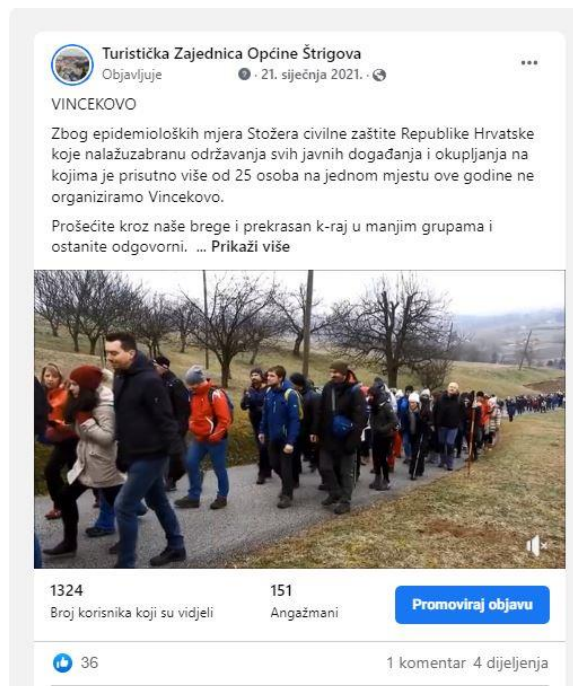 Turistička Zajednica Općine Štrigova
Objavljuje · 21. siječnja 2021. ·
VINCEKOVO
Zbog epidemioloških mjera Stožera civilne zaštite Republike Hrvatske
koje nalažuzabranu održavanja svih javnih događanja i okupljanja na
kojima je prisutno više od 25 osoba na jednom mjestu ove godine ne
organiziramo Vincekovo.
Prošećite kroz naše brege i prekrasan k-raj u manjim grupama i
ostanite odgovorni. ... Prikaži više
1324 151
Broj korisnika koji su vidjeli Angažmani Promoviraj objavu
36 1 komentar 4 dijeljenja